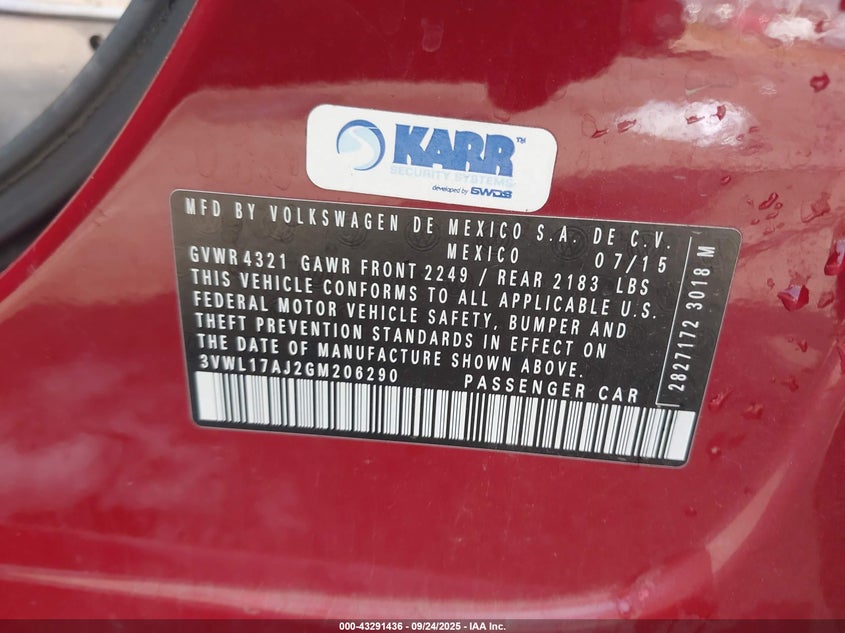 KARR™
SECURITY SYSTEMS
developed by SWDS
MFD BY VOLKSWAGEN DE MEXICO S.A. DE C.V.
MEXICO 07/15
GVWR 4321 GAWR FRONT 2249 / REAR 2183 LBS
THIS VEHICLE CONFORMS TO ALL APPLICABLE U.S.
FEDERAL MOTOR VEHICLE SAFETY, BUMPER AND
THEFT PREVENTION STANDARDS IN EFFECT ON
THE DATE OF MANUFACTURE SHOWN ABOVE.
3VWL17AJ2GM206290 PASSENGER CAR
2827172 3018 M
000-43291436 - 09/24/2025 - IAA Inc.